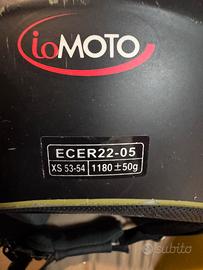 ioMOTO
ECER22-05
XS 53-54 1180 ±50g
subito